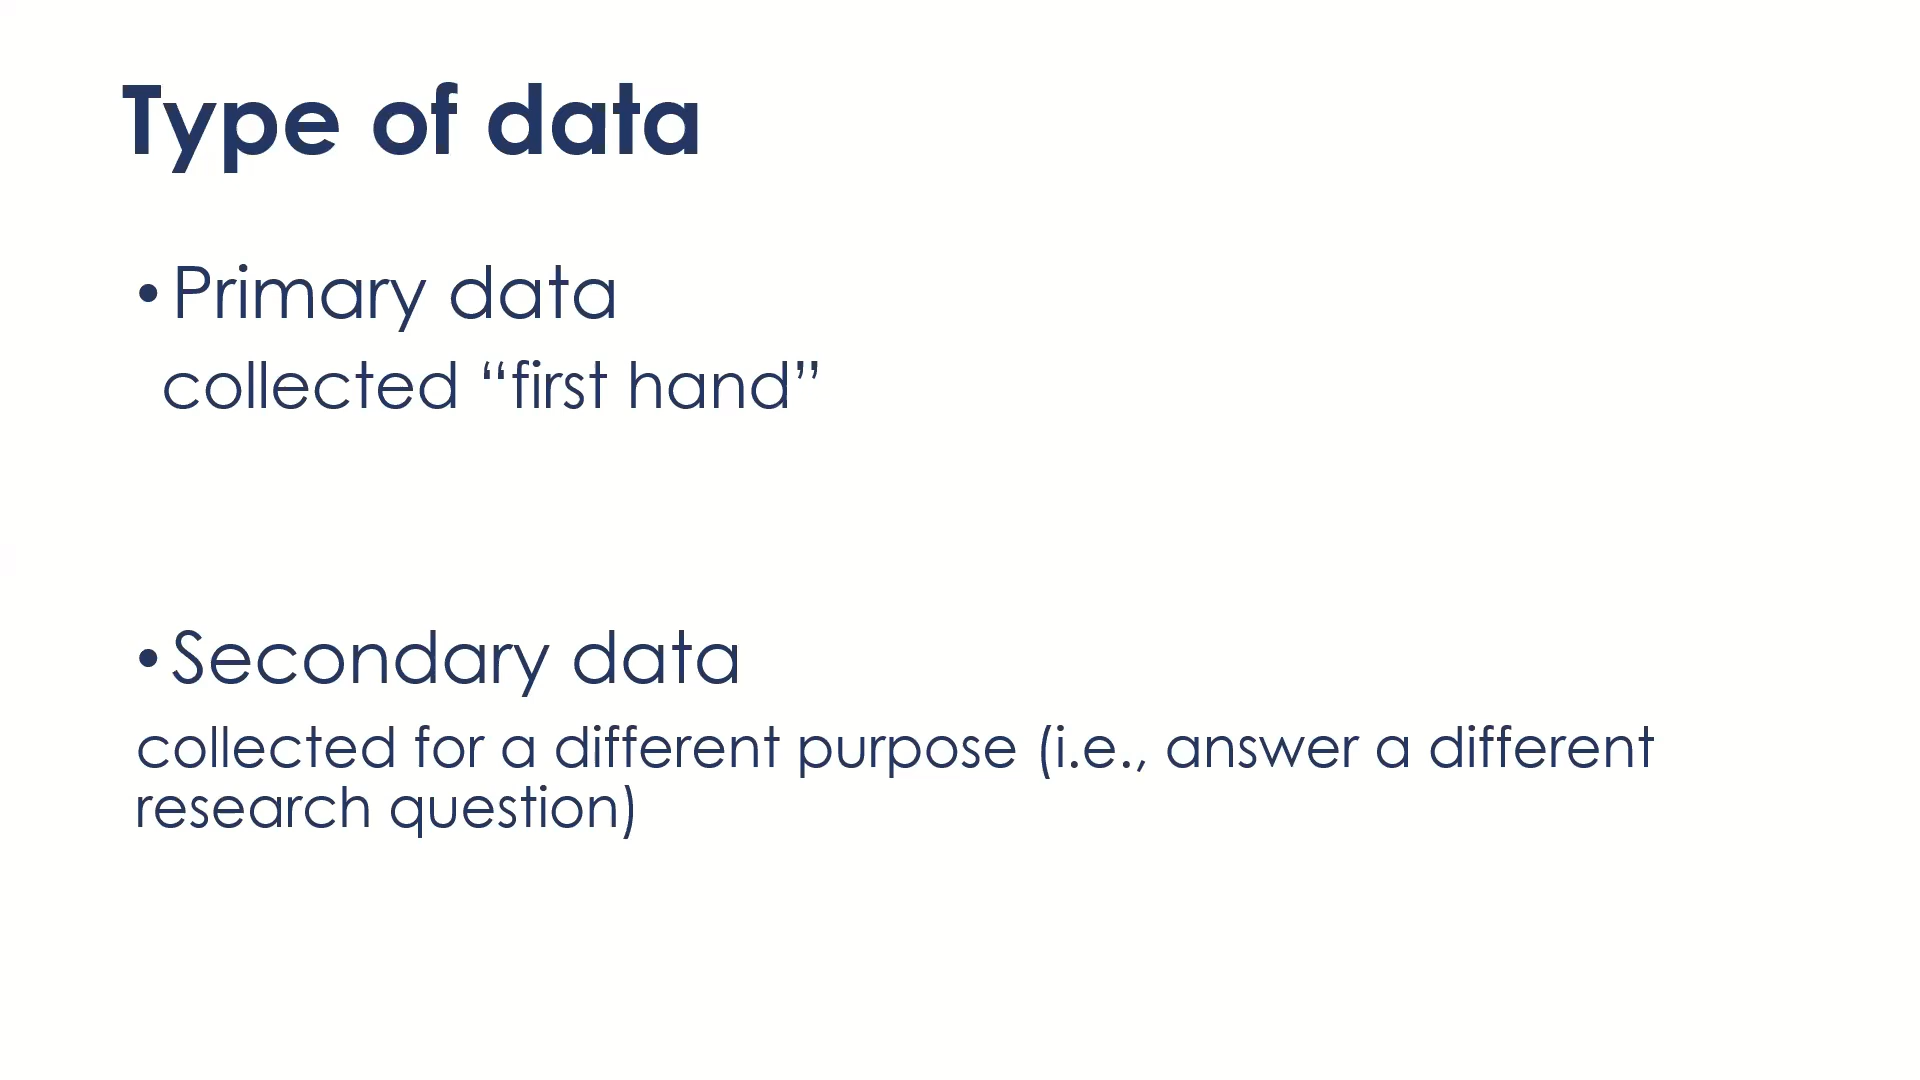 Type of data
• Primary data
collected “first hand”
• Secondary data
collected for a different purpose (i.e., answer a different
research question)